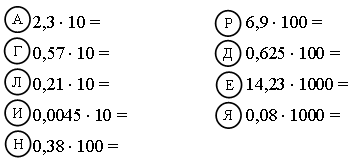 А 2,3 · 10 =
Г 0,57 · 10 =
Л 0,21 · 10 =
И 0,0045 · 10 =
Н 0,38 · 100 =
Р 6,9 · 100 =
Д 0,625 · 100 =
Е 14,23 · 1000 =
Я 0,08 · 1000 =